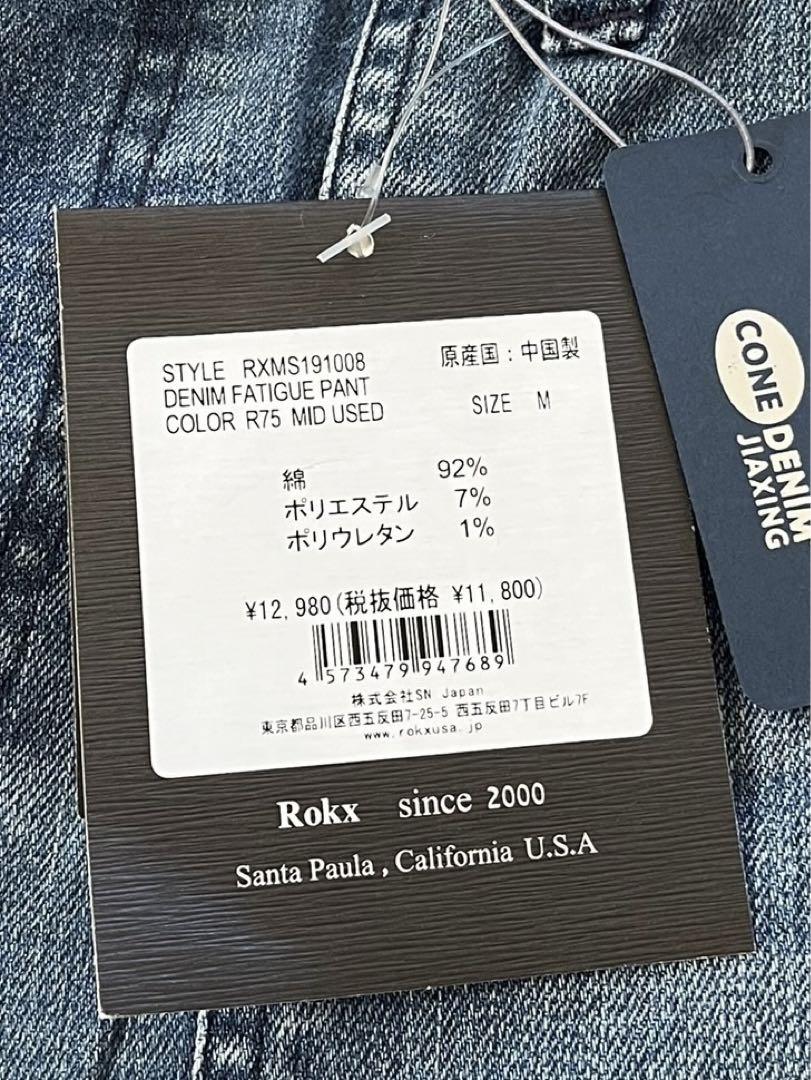 STYLE RXMS191008 原産国：中国製
DENIM FATIGUE PANT
COLOR R75 MID USED SIZE M
綿 92%
ポリエステル 7%
ポリウレタン 1%
¥12,980(税抜価格 ¥11,800)
4 573479 947689
株式会社SN Japan
東京都品川区西五反田7-25-5 西五反田7丁目ビル7F
www.rokxusa.jp
Rokx since 2000
Santa Paula , California U.S.A
CONE DENIM
JIAXING